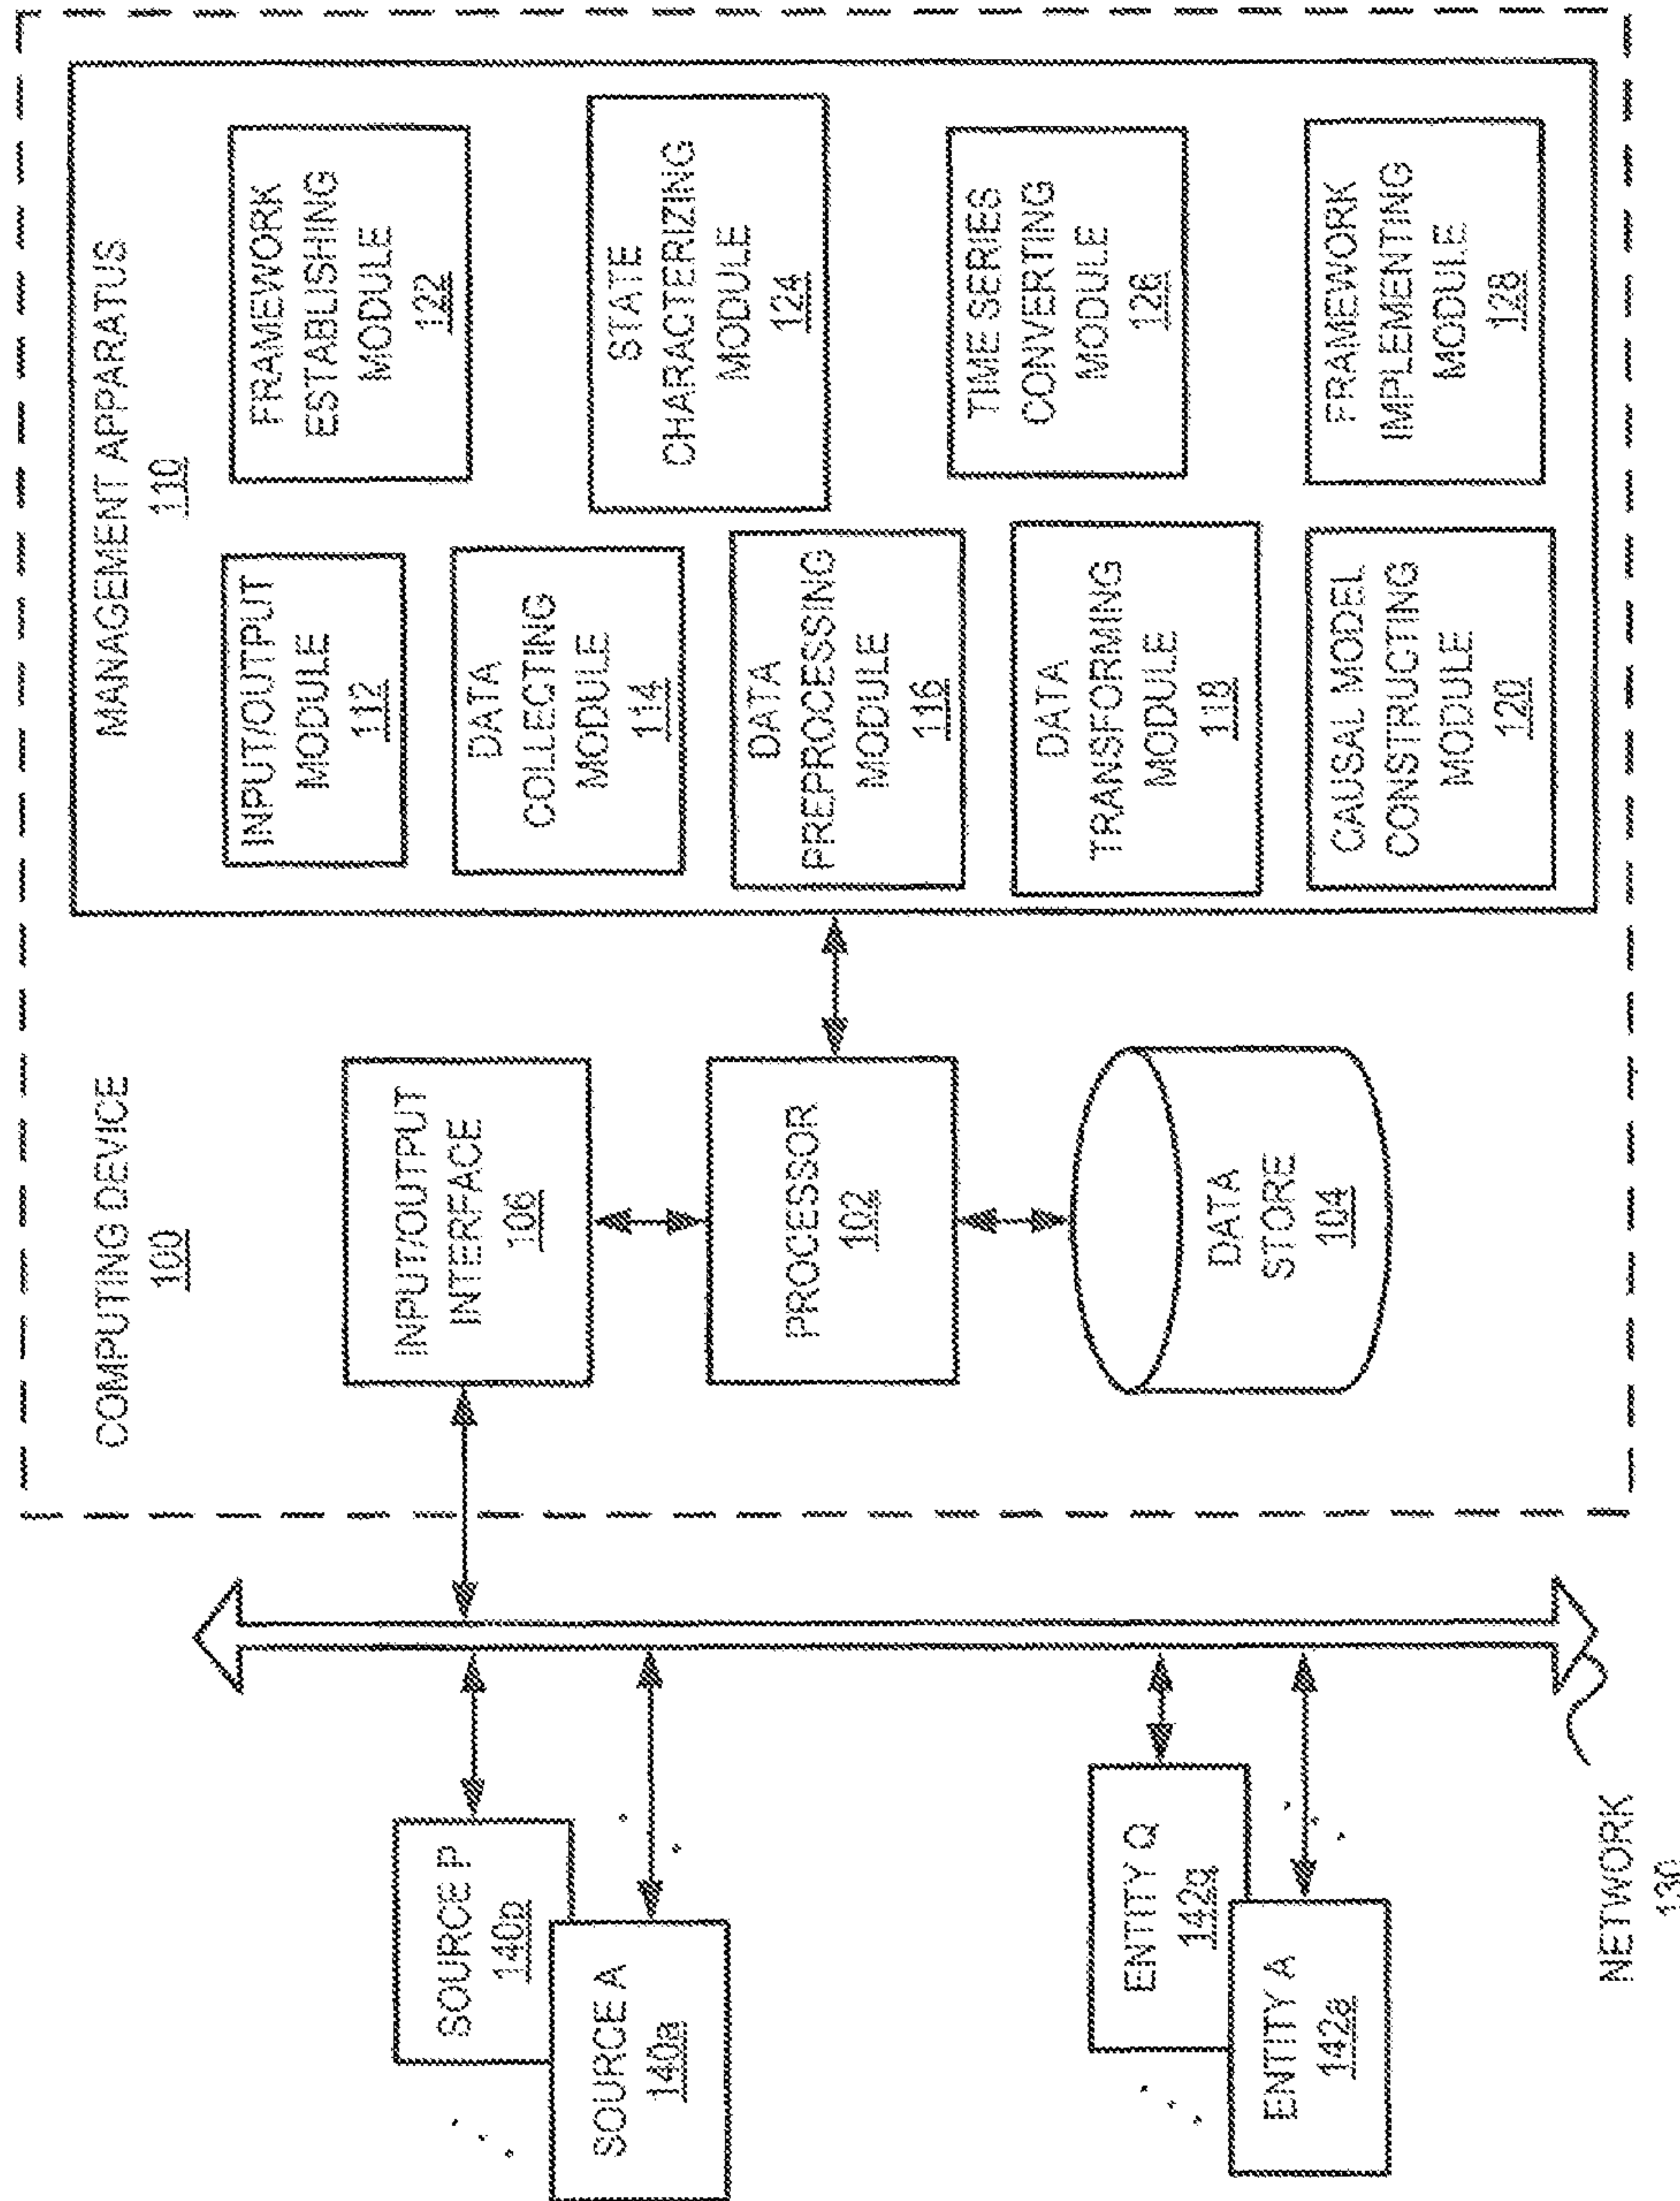 COMPUTING DEVICE
100
MANAGEMENT APPARATUS
110
SOURCE P
140p
SOURCE A
140a
ENTITY Q
142q
ENTITY A
142a
NETWORK
130
INPUT/OUTPUT
INTERFACE
106
PROCESSOR
102
DATA
STORE
104
INPUT/OUTPUT
MODULE
112
DATA
COLLECTING
MODULE
114
DATA
PREPROCESSING
MODULE
116
DATA
TRANSFORMING
MODULE
118
CAUSAL MODEL
CONSTRUCTING
MODULE
120
FRAMEWORK
ESTABLISHING
MODULE
122
STATE
CHARACTERIZING
MODULE
124
TIME SERIES
CONVERTING
MODULE
126
FRAMEWORK
IMPLEMENTING
MODULE
128